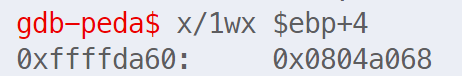 gdb-peda$ x/1wx $ebp+4
0xffffda60:     0x0804a068